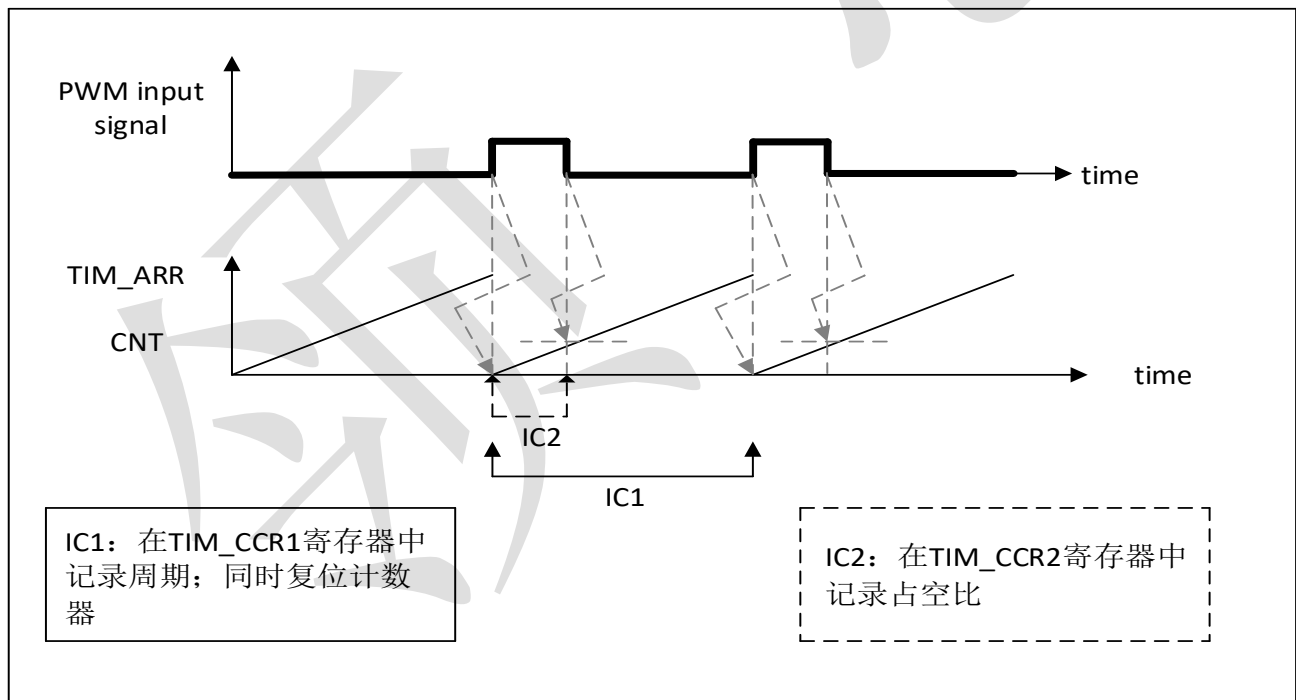 PWM input
signal
time
TIM_ARR
CNT
time
IC2
IC1
IC1：在TIM_CCR1寄存器中
记录周期；同时复位计数
器
IC2：在TIM_CCR2寄存器中
记录占空比